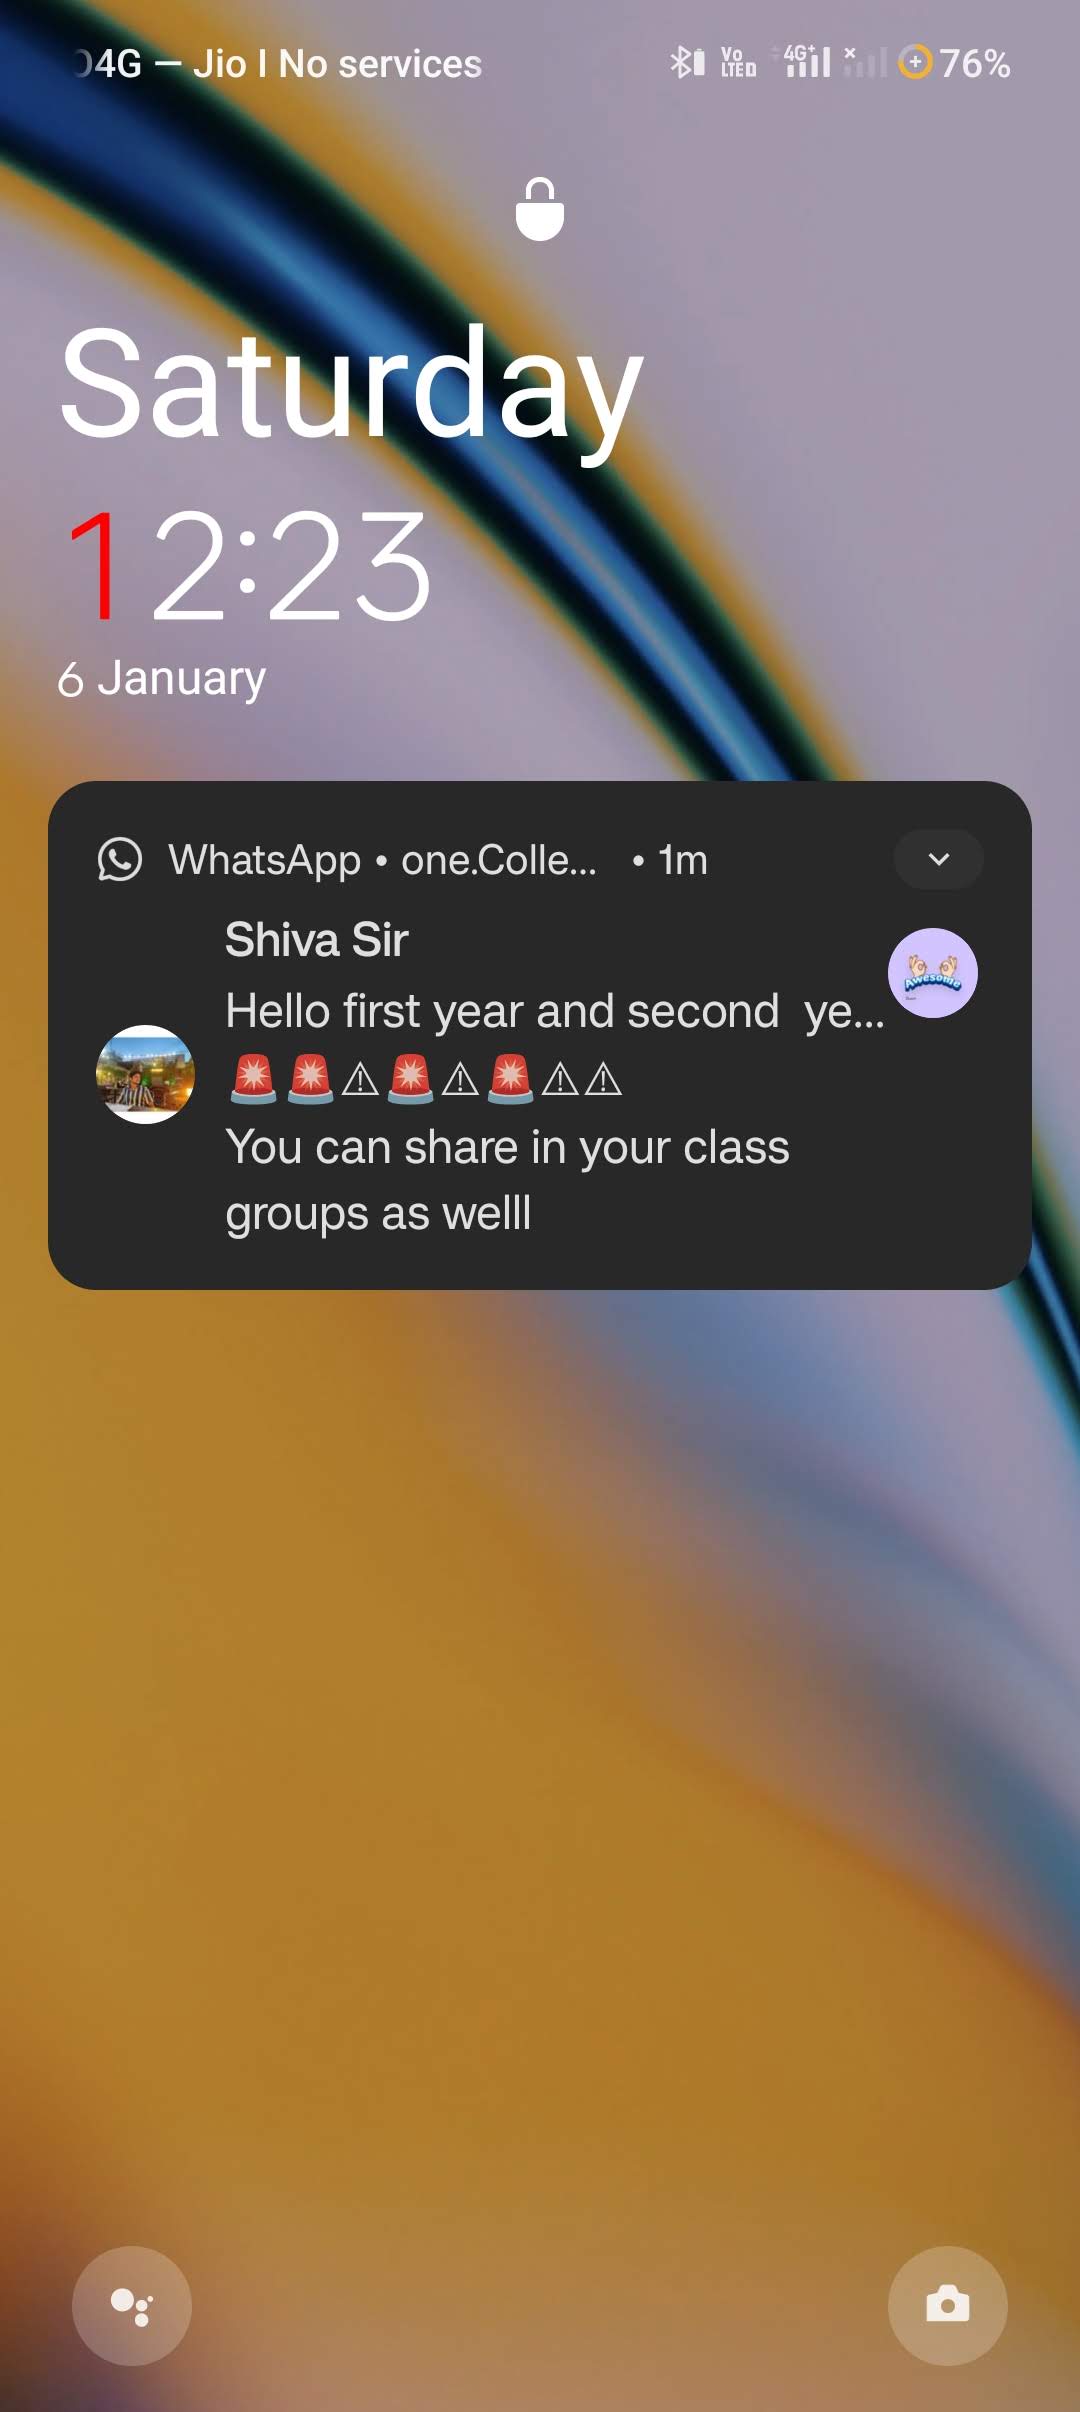 4G — Jio | No services
Vo LTE 4G+ 76%
Saturday
12:23
6 January
WhatsApp • one.Colle... • 1m
Shiva Sir
Hello first year and second  ye...
🚨🚨⚠🚨⚠🚨⚠⚠
You can share in your class
groups as welll
Awesome